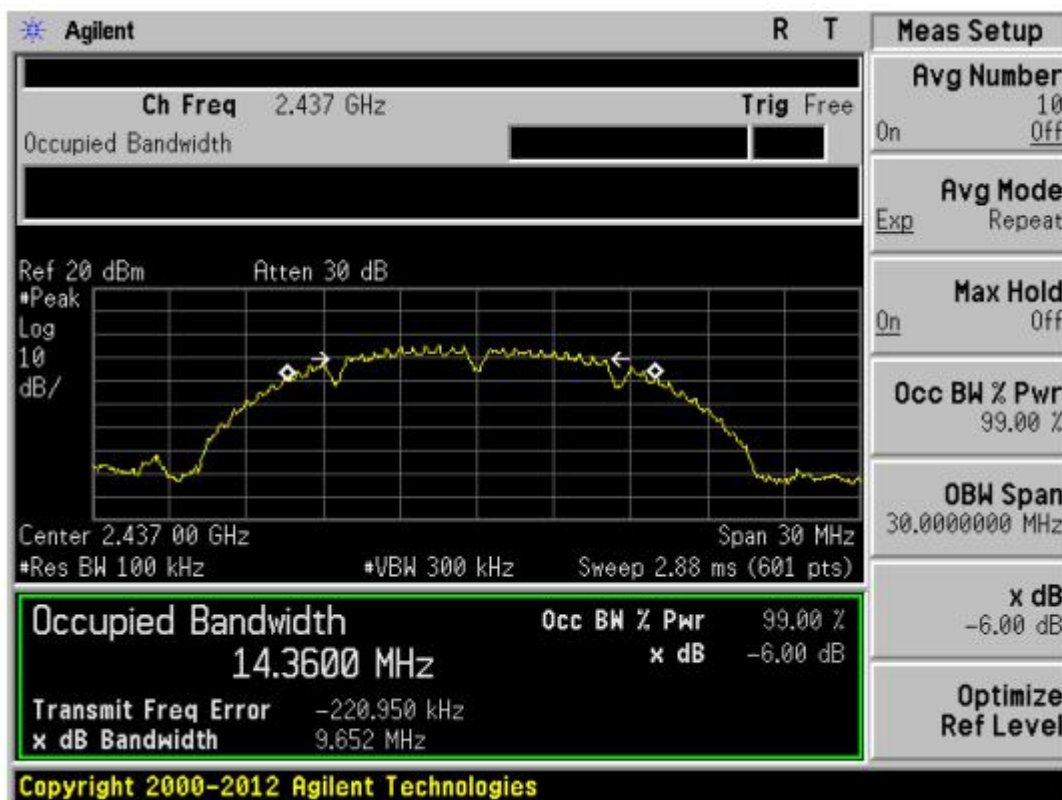 Agilent R T
Ch Freq 2.437 GHz Trig Free
Occupied Bandwidth
Ref 20 dBm Atten 30 dB
#Peak
Log
10
dB/
Center 2.437 00 GHz Span 30 MHz
#Res BW 100 kHz #VBW 300 kHz Sweep 2.88 ms (601 pts)
Occupied Bandwidth Occ BW % Pwr 99.00 %
14.3600 MHz x dB -6.00 dB
Transmit Freq Error -220.950 kHz
x dB Bandwidth 9.652 MHz
Copyright 2000-2012 Agilent Technologies
Meas Setup
Avg Number
10
On Off
Avg Mode
Exp Repeat
Max Hold
On Off
Occ BW % Pwr
99.00 %
OBW Span
30.0000000 MHz
x dB
-6.00 dB
Optimize
Ref Level